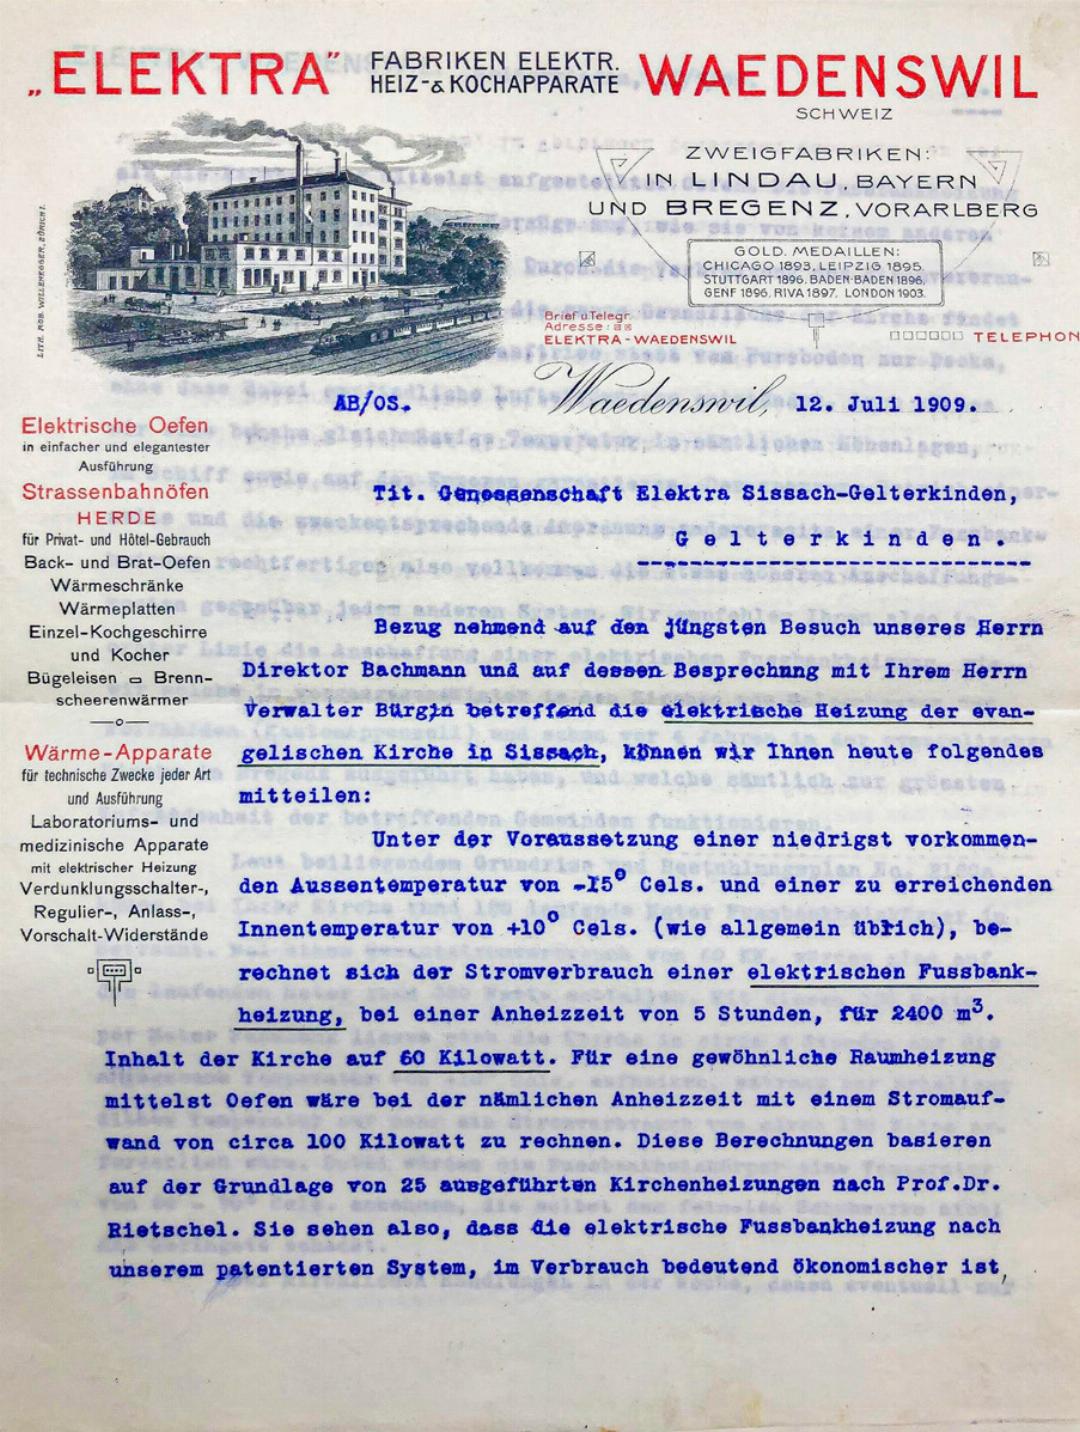 „ELEKTRA" FABRIKEN ELEKTR. HEIZ-& KOCHAPPARATE WAEDENSWIL
SCHWEIZ
ZWEIGFABRIKEN:
IN LINDAU, BAYERN
UND BREGENZ, VORARLBERG
GOLD. MEDAILLEN:
CHICAGO 1893, LEIPZIG 1895.
STUTTGART 1896. BADEN-BADEN 1896.
GENF 1896. RIVA 1897. LONDON 1903.
LITH. ROB. WILLENEGGER, ZÜRICH I.
Brief u. Telegr.
Adresse:
ELEKTRA-WAEDENSWIL
TELEPHON
AB/OS.
Waedenswil, 12. Juli 1909.
Elektrische Oefen
in einfacher und elegantester
Ausführung
Strassenbahnöfen
HERDE
für Privat- und Hôtel-Gebrauch
Back- und Brat-Oefen
Wärmeschränke
Wärmeplatten
Einzel-Kochgeschirre
und Kocher
Bügeleisen Brenn-
scheerenwärmer
Wärme-Apparate
für technische Zwecke jeder Art
und Ausführung
Laboratoriums- und
medizinische Apparate
mit elektrischer Heizung
Verdunklungsschalter-,
Regulier-, Anlass-,
Vorschalt-Widerstände
Tit. Genossenschaft Elektra Sissach-Gelterkinden,
G e l t e r k i n d e n .
Bezug nehmend auf den jüngsten Besuch unseres Herrn
Direktor Bachmann und auf dessen Besprechung mit Ihrem Herrn
Verwalter Bürgin betreffend die elektrische Heizung der evan-
gelischen Kirche in Sissach, können wir Ihnen heute folgendes
mitteilen:
Unter der Voraussetzung einer niedrigst vorkommen-
den Aussentemperatur von -15° Cels. und einer zu erreichenden
Innentemperatur von +10° Cels. (wie allgemein üblich), be-
rechnet sich der Stromverbrauch einer elektrischen Fussbank-
heizung, bei einer Anheizzeit von 5 Stunden, für 2400 m³.
Inhalt der Kirche auf 60 Kilowatt. Für eine gewöhnliche Raumheizung
mittelst Oefen wäre bei der nämlichen Anheizzeit mit einem Stromauf-
wand von circa 100 Kilowatt zu rechnen. Diese Berechnungen basieren
auf der Grundlage von 25 ausgeführten Kirchenheizungen nach Prof.Dr.
Rietschel. Sie sehen also, dass die elektrische Fussbankheizung nach
unserem patentierten System, im Verbrauch bedeutend ökonomischer ist,